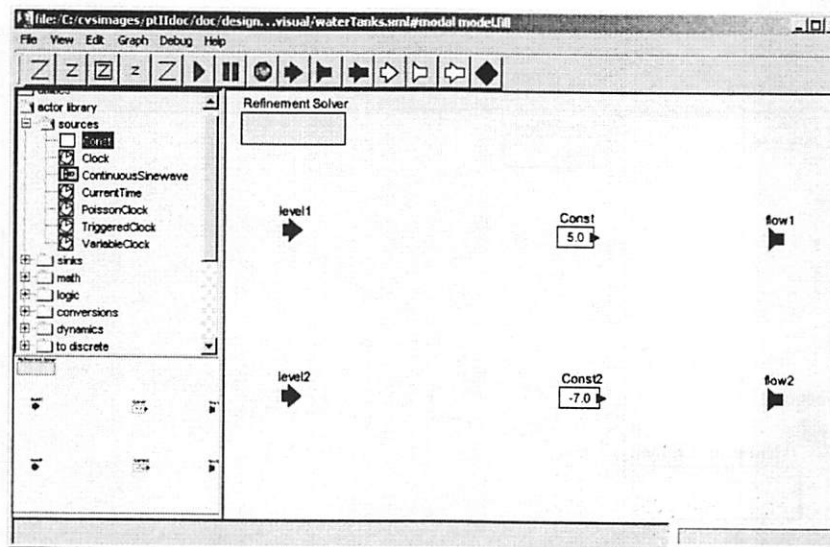 file:/C:/cvsimages/ptIIdoc/doc/design...visual/waterTanks.xml#modal model.fill
File View Edit Graph Debug Help
Z Z Z z Z
actor library
sources
Const
Clock
ContinuousSinewave
CurrentTime
PoissonClock
TriggeredClock
VariableClock
sinks
math
logic
conversions
dynamics
to discrete
Refinement Solver
level1
Const
5.0
flow1
level2
Const2
-7.0
flow2